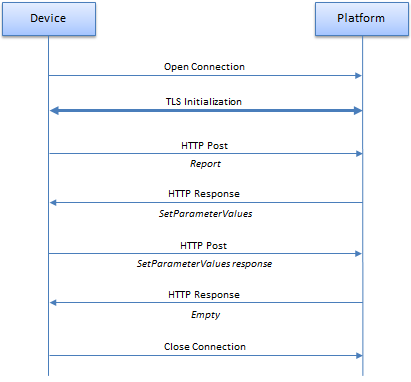 Device
Platform
Open Connection
TLS Initialization
HTTP Post
Report
HTTP Response
SetParameterValues
HTTP Post
SetParameterValues response
HTTP Response
Empty
Close Connection